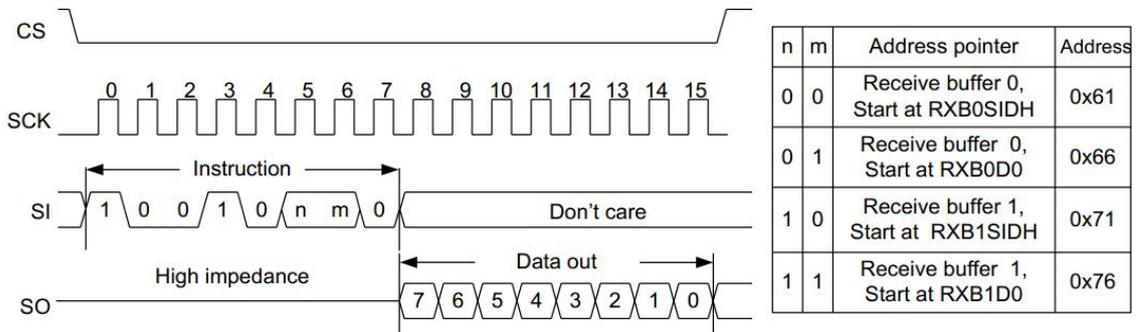 CS
SCK
0 1 2 3 4 5 6 7 8 9 10 11 12 13 14 15
Instruction
SI
1 0 0 1 0 n m 0
Don't care
Data out
High impedance
SO
7 6 5 4 3 2 1 0
n m Address pointer Address
0 0 Receive buffer 0,
Start at RXB0SIDH 0x61
0 1 Receive buffer 0,
Start at RXB0D0 0x66
1 0 Receive buffer 1,
Start at RXB1SIDH 0x71
1 1 Receive buffer 1,
Start at RXB1D0 0x76